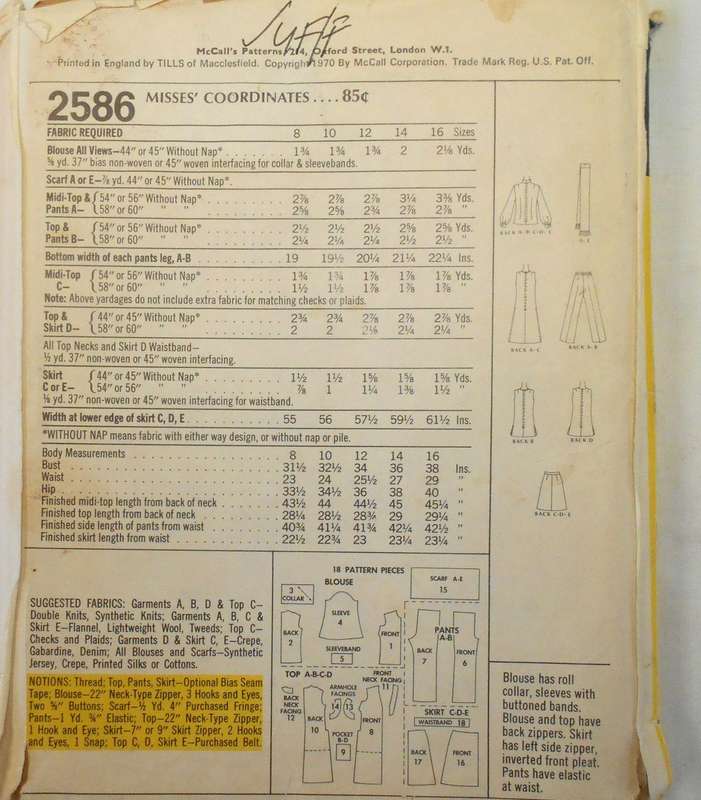 McCall's Patterns, 2/4, Oxford Street, London W.1.
Printed in England by TILLS of Macclesfield. Copyright 1970 By McCall Corporation. Trade Mark Reg. U.S. Pat. Off.
2586 MISSES' COORDINATES .... 85¢
FABRIC REQUIRED 8 10 12 14 16 Sizes
Blouse All Views—44" or 45" Without Nap* 1¾ 1¾ 1¾ 2 2⅛ Yds.
⅝ yd. 37" bias non-woven or 45" woven interfacing for collar & sleevebands.
Scarf A or E—⅞ yd. 44" or 45" Without Nap*.
Midi-Top & { 54" or 56" Without Nap* 2⅞ 2⅞ 2⅞ 3¼ 3⅜ Yds.
Pants A— { 58" or 60" " " 2⅝ 2⅝ 2¾ 2⅞ 2⅞ "
Top & { 54" or 56" Without Nap* 2½ 2½ 2½ 2⅝ 2⅝ Yds.
Pants B— { 58" or 60" " " 2¼ 2¼ 2¼ 2½ 2½ "
Bottom width of each pants leg, A-B 19 19½ 20¼ 21¼ 22¼ Ins.
Midi-Top { 54" or 56" Without Nap* 1¾ 1¾ 1⅞ 1⅞ 1⅞ Yds.
C— { 58" or 60" " " 1½ 1½ 1⅞ 1⅞ 1⅞ "
Note: Above yardages do not include extra fabric for matching checks or plaids.
Top & { 44" or 45" Without Nap* 2¾ 2¾ 2⅞ 2⅞ 2⅞ Yds.
Skirt D— { 58" or 60" " " 2 2 2⅛ 2¼ 2¼ "
All Top Necks and Skirt D Waistband—
½ yd. 37" non-woven or 45" woven interfacing.
Skirt { 44" or 45" Without Nap* 1½ 1½ 1⅝ 1⅝ 1⅝ Yds.
C or E— { 54" or 56" " " ⅞ 1 1¼ 1⅜ 1½ "
⅛ yd. 37" non-woven or 45" woven interfacing for waistband.
Width at lower edge of skirt C, D, E 55 56 57½ 59½ 61½ Ins.
*WITHOUT NAP means fabric with either way design, or without nap or pile.
Body Measurements 8 10 12 14 16
Bust 31½ 32½ 34 36 38 Ins.
Waist 23 24 25½ 27 29 "
Hip 33½ 34½ 36 38 40 "
Finished midi-top length from back of neck 43½ 44 44½ 45 45¼ "
Finished top length from back of neck 28¼ 28½ 28¾ 29 29¼ "
Finished side length of pants from waist 40¾ 41¼ 41¾ 42¼ 42½ "
Finished skirt length from waist 22½ 22¾ 23 23¼ 23¼ "
BACK A-B-C-D-E
A-E
BACK A-C
BACK A-B
BACK B
BACK D
BACK C-D-E
SUGGESTED FABRICS: Garments A, B, D & Top C—
Double Knits, Synthetic Knits; Garments A, B, C &
Skirt E—Flannel, Lightweight Wool, Tweeds; Top C—
Checks and Plaids; Garments D & Skirt C, E—Crepe,
Gabardine, Denim; All Blouses and Scarfs—Synthetic
Jersey, Crepe, Printed Silks or Cottons.
NOTIONS: Thread; Top, Pants, Skirt—Optional Bias Seam
Tape; Blouse—22" Neck-Type Zipper, 3 Hooks and Eyes,
Two ⅝" Buttons; Scarf—½ Yd. 4" Purchased Fringe;
Pants—1 Yd. ¾" Elastic; Top—22" Neck-Type Zipper,
1 Hook and Eye; Skirt—7" or 9" Skirt Zipper, 2 Hooks
and Eyes, 1 Snap; Top C, D, Skirt E—Purchased Belt.
18 PATTERN PIECES
BLOUSE
3
COLLAR
SLEEVE
4
BACK
2
SLEEVEBAND
5
FRONT
1
SCARF A-E
15
PANTS
A-B
BACK
7
FRONT
6
TOP A-B-C-D
FRONT
NECK FACING
11
BACK
NECK
FACING
12
ARMHOLE
FACINGS
14 13
BACK
10
POCKET
B-D
9
FRONT
8
SKIRT C-D-E
WAISTBAND 18
BACK
17
FRONT
16
Blouse has roll
collar, sleeves with
buttoned bands.
Blouse and top have
back zippers. Skirt
has left side zipper,
inverted front pleat.
Pants have elastic
at waist.